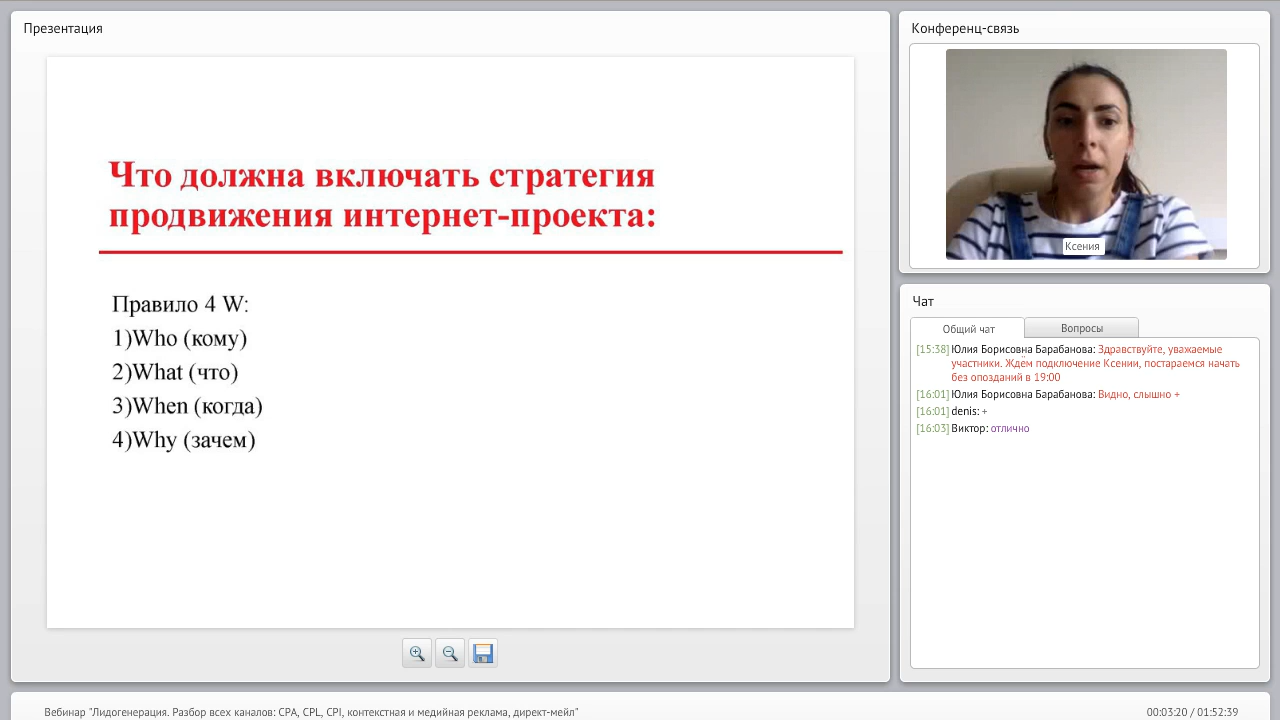 Презентация
Что должна включать стратегия
продвижения интернет-проекта:
Правило 4 W:
1)Who (кому)
2)What (что)
3)When (когда)
4)Why (зачем)
Конференц-связь
Ксения
Чат
Общий чат
Вопросы
[15:38] Юлия Борисовна Барабанова: Здравствуйте, уважаемые
участники. Ждём подключение Ксении, постараемся начать
без опозданий в 19:00
[16:01] Юлия Борисовна Барабанова: Видно, слышно +
[16:01] denis: +
[16:03] Виктор: отлично
Вебинар "Лидогенерация. Разбор всех каналов: CPA, CPL, CPI, контекстная и медийная реклама, директ-мейл"
00:03:20 / 01:52:39